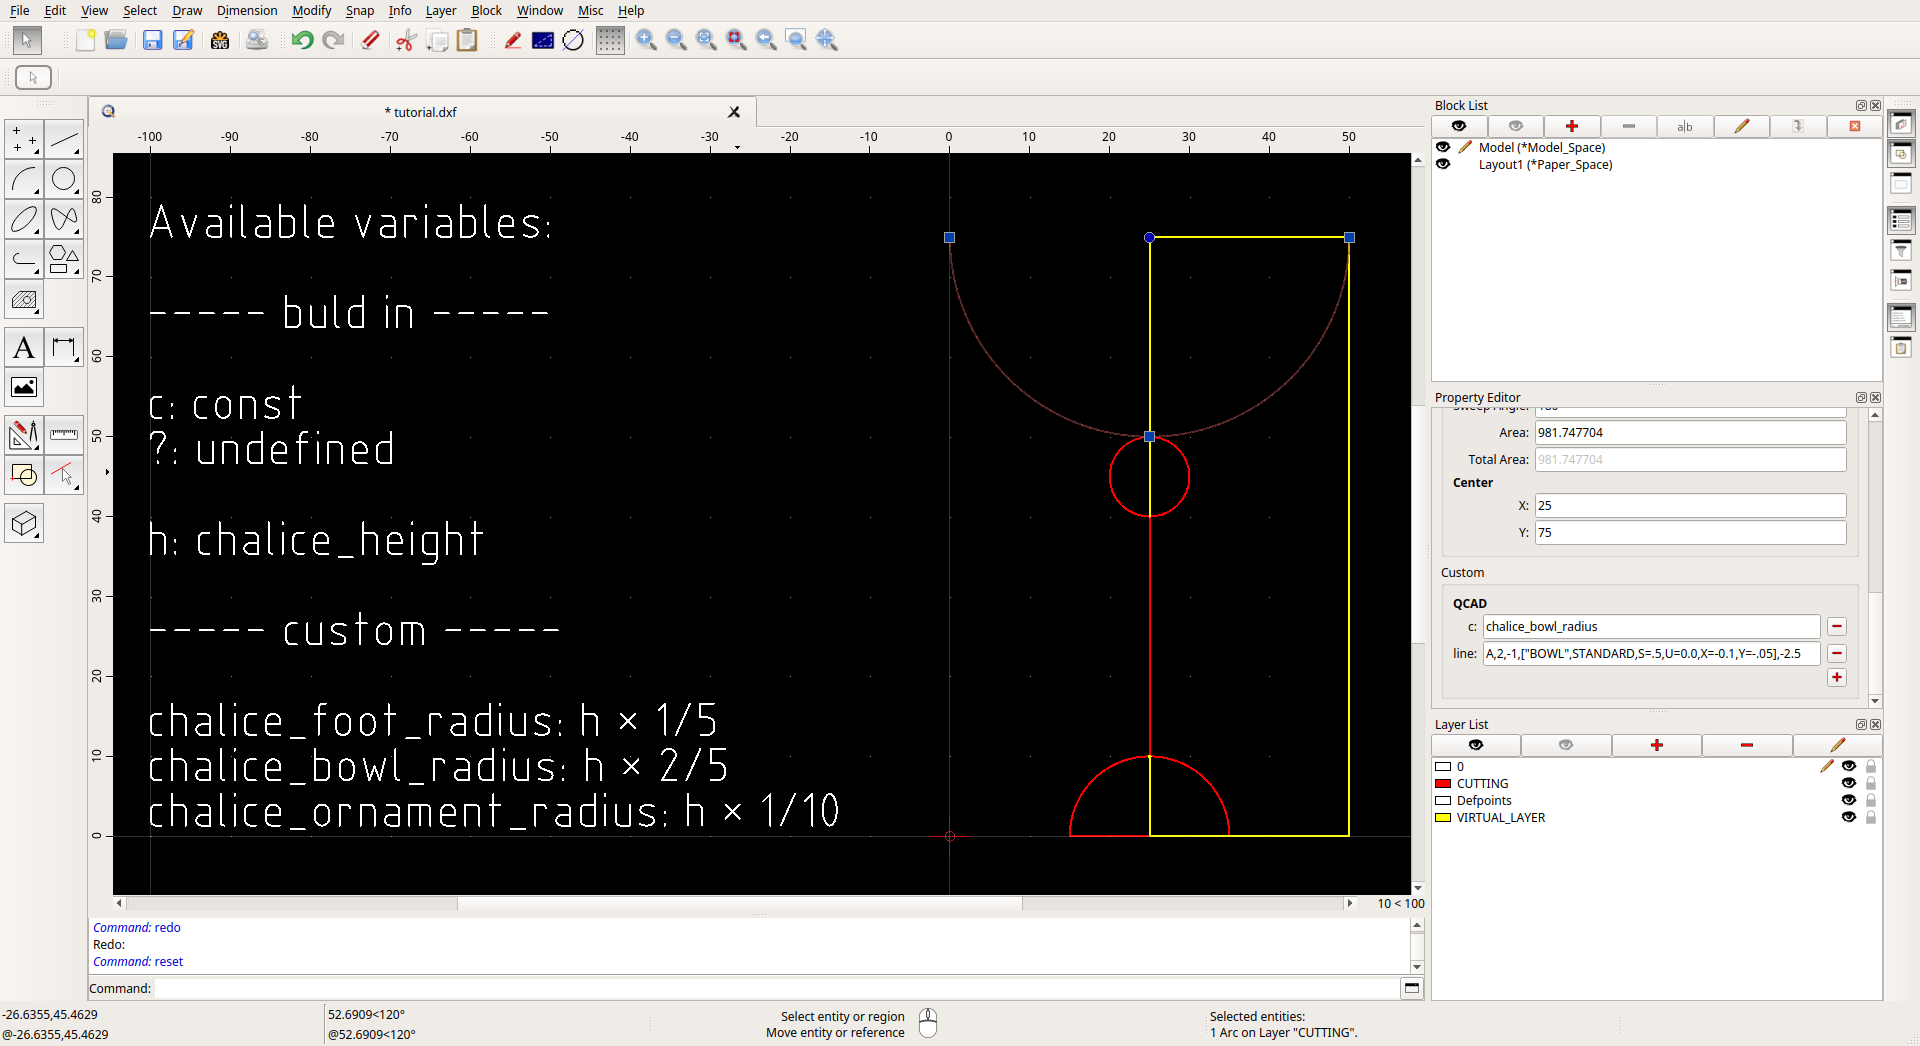 File Edit View Select Draw Dimension Modify Snap Info Layer Block Window Misc Help
SVG
* tutorial.dxf
-100 -90 -80 -70 -60 -50 -40 -30 -20 -10 0 10 20 30 40 50
80
70
60
50
40
30
20
10
0
Available variables:
----- buld in -----
c: const
?: undefined
h: chalice_height
----- custom -----
chalice_foot_radius: h × 1/5
chalice_bowl_radius: h × 2/5
chalice_ornament_radius: h × 1/10
10 < 100
Command: redo
Redo:
Command: reset
Command:
-26.6355,45.4629
@-26.6355,45.4629
52.6909<120°
@52.6909<120°
Select entity or region
Move entity or reference
Selected entities:
1 Arc on Layer "CUTTING".
Block List
a|b
Model (*Model_Space)
Layout1 (*Paper_Space)
Property Editor
Sweep Angle: 180
Area: 981.747704
Total Area: 981.747704
Center
X: 25
Y: 75
Custom
QCAD
c: chalice_bowl_radius
line: A,2,-1,["BOWL",STANDARD,S=.5,U=0.0,X=-0.1,Y=-.05],-2.5
Layer List
0
CUTTING
Defpoints
VIRTUAL_LAYER